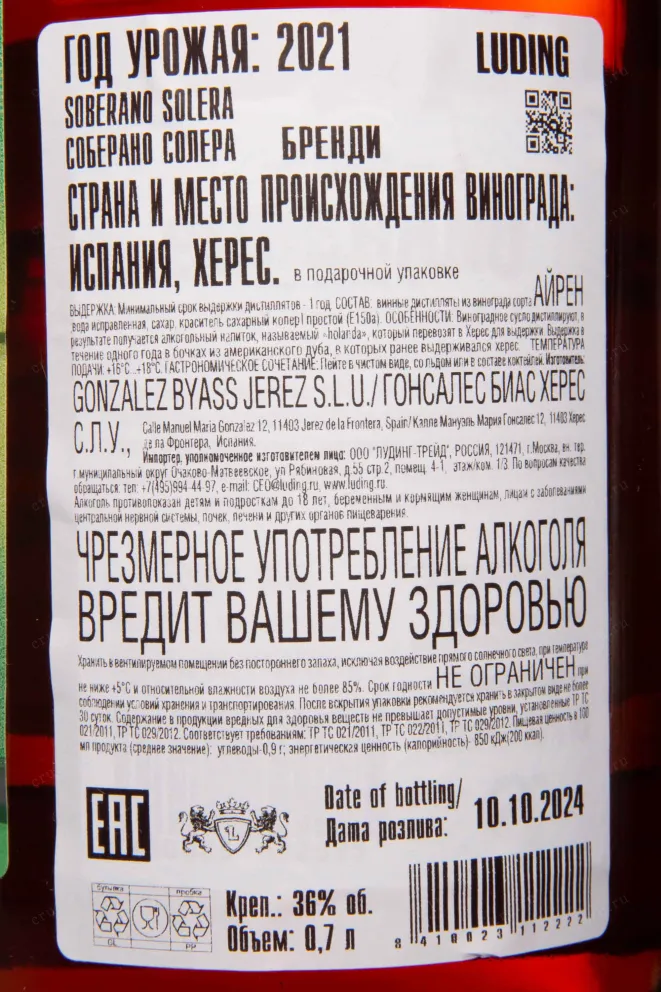 ГОД УРОЖАЯ: 2021 LUDING
SOBERANO SOLERA
СОБЕРАНО СОЛЕРА БРЕНДИ
СТРАНА И МЕСТО ПРОИСХОЖДЕНИЯ ВИНОГРАДА:
ИСПАНИЯ, ХЕРЕС. в подарочной упаковке
ВЫДЕРЖКА: Минимальный срок выдержки дистиллятов - 1 год. СОСТАВ: винные дистилляты из винограда сорта АЙРЕН
вода исправленная, сахар, краситель сахарный колер I простой (E150a). ОСОБЕННОСТИ: Виноградное сусло дистиллируют, в
результате получается алкогольный напиток, называемый «holanda», который перевозят в Херес для выдержки. Выдержка в
течение одного года в бочках из американского дуба, в которых ранее выдерживался херес. ТЕМПЕРАТУРА
ПОДАЧИ: +16°C...+18°C. ГАСТРОНОМИЧЕСКОЕ СОЧЕТАНИЕ: Пейте в чистом виде, со льдом или в составе коктейлей. Изготовитель:
GONZALEZ BYASS JEREZ S.L.U./ ГОНСАЛЕС БИАС ХЕРЕС
С.Л.У., Calle Manuel Maria Gonzalez 12, 11403 Jerez de la Frontera, Spain/ Калле Мануэль Мария Гонсалес 12, 11403 Херес
де ла Фронтера, Испания.
Импортер, уполномоченное изготовителем лицо: ООО "ЛУДИНГ-ТРЕЙД", РОССИЯ, 121471, г.Москва, вн. тер.
г.муниципальный округ Очаково-Матвеевское, ул Рябиновая, д.55 стр.2, помещ. 4-1, этаж/ком. 1/3. По вопросам качества
обращаться: тел: +7(495)994-44-97, e-mail: CEO@luding.ru, www.luding.ru.
Алкоголь противопоказан детям и подросткам до 18 лет, беременным и кормящим женщинам, лицам с заболеваниями
центральной нервной системы, почек, печени и других органов пищеварения.
ЧРЕЗМЕРНОЕ УПОТРЕБЛЕНИЕ АЛКОГОЛЯ
ВРЕДИТ ВАШЕМУ ЗДОРОВЬЮ
Хранить в вентилируемом помещении без постороннего запаха, исключая воздействие прямого солнечного света, при температуре
не ниже +5°C и относительной влажности воздуха не более 85%. Срок годности НЕ ОГРАНИЧЕН при
соблюдении условий хранения и транспортирования. После вскрытия упаковки рекомендуется хранить в закрытом виде не более
30 суток. Содержание в продукции вредных для здоровья веществ не превышает допустимые уровни, установленные ТР ТС
021/2011, ТР ТС 029/2012. Соответствует требованиям: ТР ТС 021/2011, ТР ТС 022/2011, ТР ТС 029/2012. Пищевая ценность в 100
мл продукта (среднее значение): углеводы-0,9 г; энергетическая ценность (калорийность)- 850 кДж(200 ккал).
EAC
Date of bottling/
Дата розлива: 10.10.2024
бутылка пробка
GL PP
Креп.: 36% об.
Объем: 0,7 л
8 410023 112222